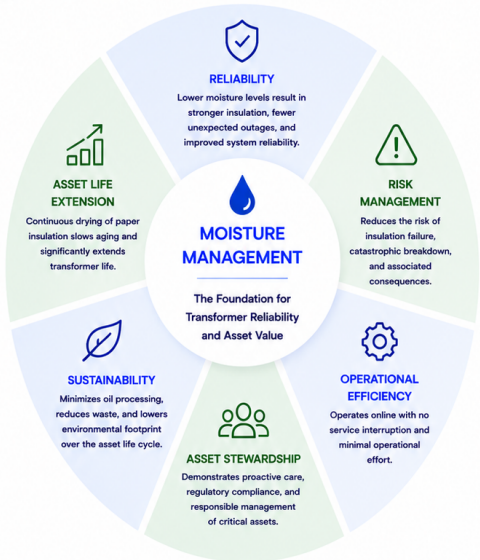 RELIABILITY
Lower moisture levels result in
stronger insulation, fewer
unexpected outages, and
improved system reliability.
ASSET LIFE
EXTENSION
Continuous drying of paper
insulation slows aging and
significantly extends
transformer life.
RISK
MANAGEMENT
Reduces the risk of
insulation failure,
catastrophic breakdown,
and associated
consequences.
MOISTURE
MANAGEMENT
The Foundation for
Transformer Reliability
and Asset Value
SUSTAINABILITY
Minimizes oil processing,
reduces waste, and lowers
environmental footprint
over the asset life cycle.
OPERATIONAL
EFFICIENCY
Operates online with no
service interruption and
minimal operational
effort.
ASSET STEWARDSHIP
Demonstrates proactive care,
regulatory compliance, and
responsible management
of critical assets.